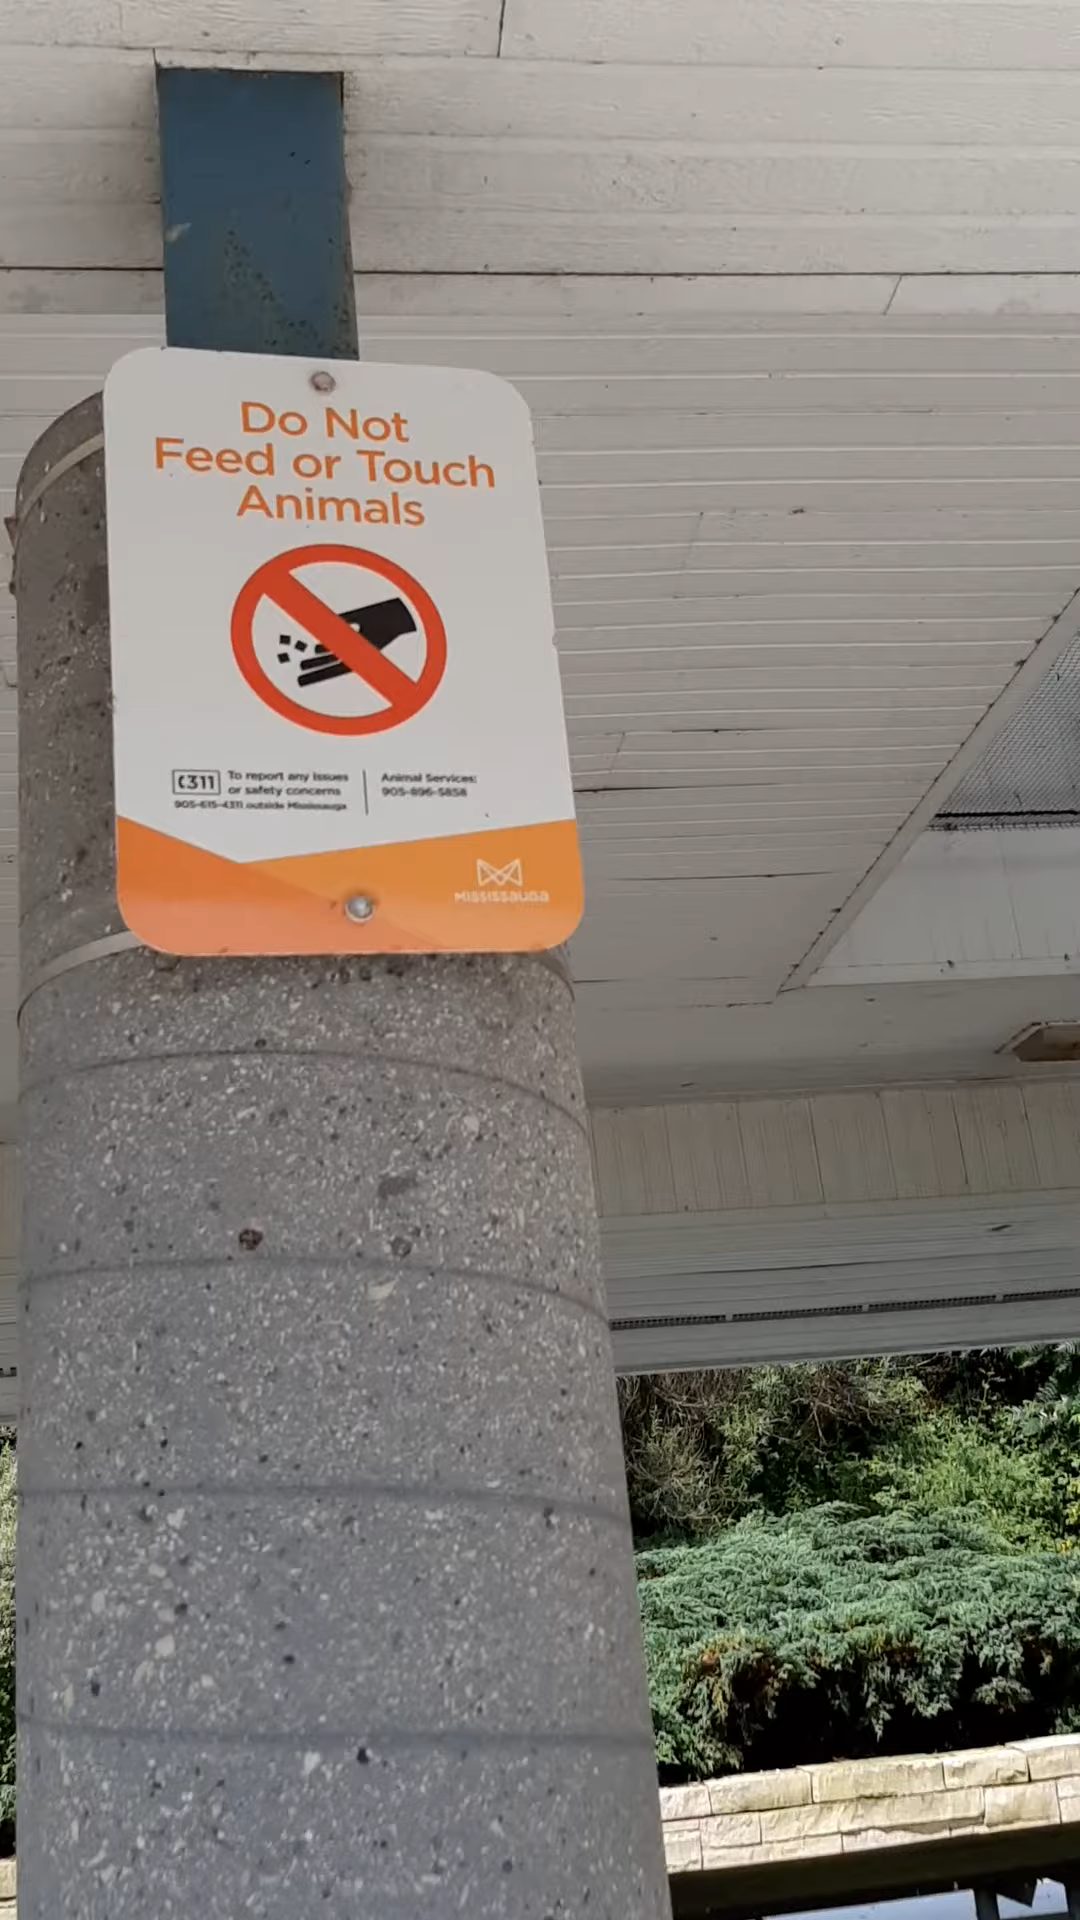 Do Not
Feed or Touch
Animals
311
To report any issues
or safety concerns
905-615-4311 outside Mississauga
Animal Services:
905-896-5858
MISSISSAUGA